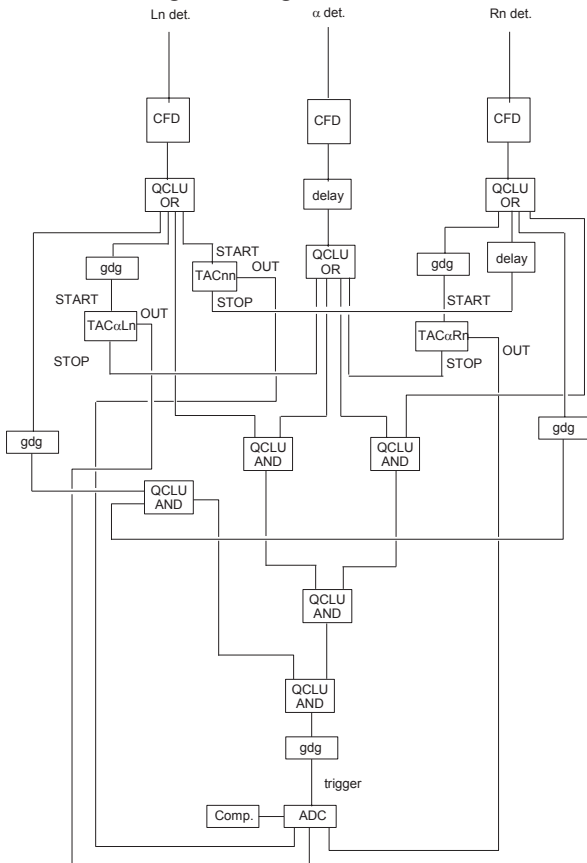 Ln det.
α det.
Rn det.
CFD
CFD
CFD
QCLU
OR
delay
QCLU
OR
START
OUT
QCLU
OR
gdg
TACnn
gdg
delay
START
OUT
STOP
START
TACαLn
TACαRn
OUT
STOP
STOP
gdg
QCLU
AND
QCLU
AND
gdg
QCLU
AND
QCLU
AND
QCLU
AND
gdg
trigger
Comp.
ADC